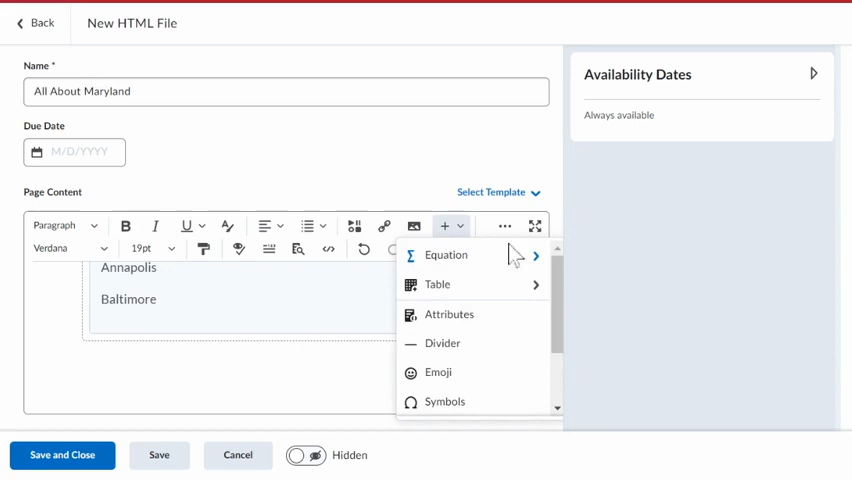 Back
New HTML File
Name *
All About Maryland
Due Date
M/D/YYYY
Page Content
Select Template
Paragraph
B I U
Verdana
19pt
Annapolis
Baltimore
Equation
Table
Attributes
Divider
Emoji
Symbols
Availability Dates
Always available
Save and Close
Save
Cancel
Hidden